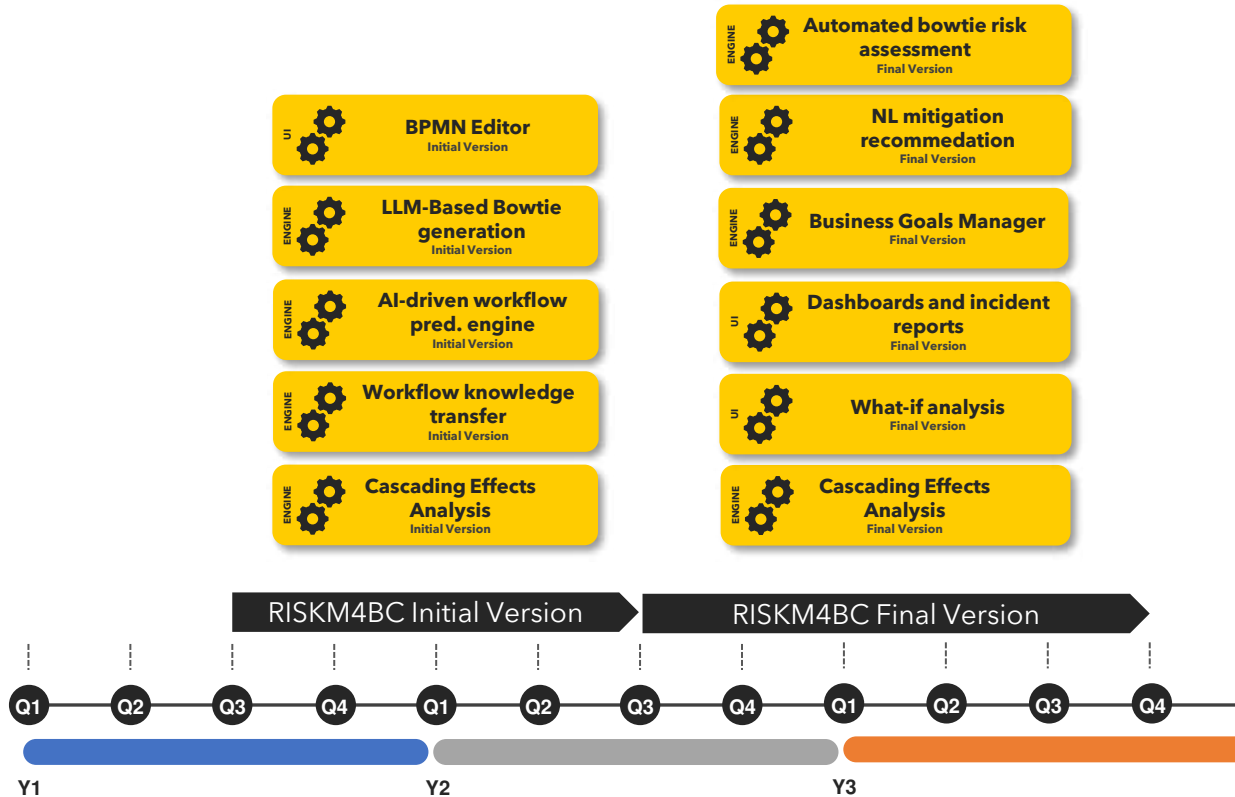 ENGINE
Automated bowtie risk
assessment
Final Version
UI
BPMN Editor
Initial Version
ENGINE
NL mitigation
recommedation
Final Version
ENGINE
LLM-Based Bowtie
generation
Initial Version
ENGINE
Business Goals Manager
Final Version
ENGINE
AI-driven workflow
pred. engine
Initial Version
UI
Dashboards and incident
reports
Final Version
ENGINE
Workflow knowledge
transfer
Initial Version
UI
What-if analysis
Final Version
ENGINE
Cascading Effects
Analysis
Initial Version
ENGINE
Cascading Effects
Analysis
Final Version
RISKM4BC Initial Version
RISKM4BC Final Version
Q1 Q2 Q3 Q4 Q1 Q2 Q3 Q4 Q1 Q2 Q3 Q4
Y1 Y2 Y3